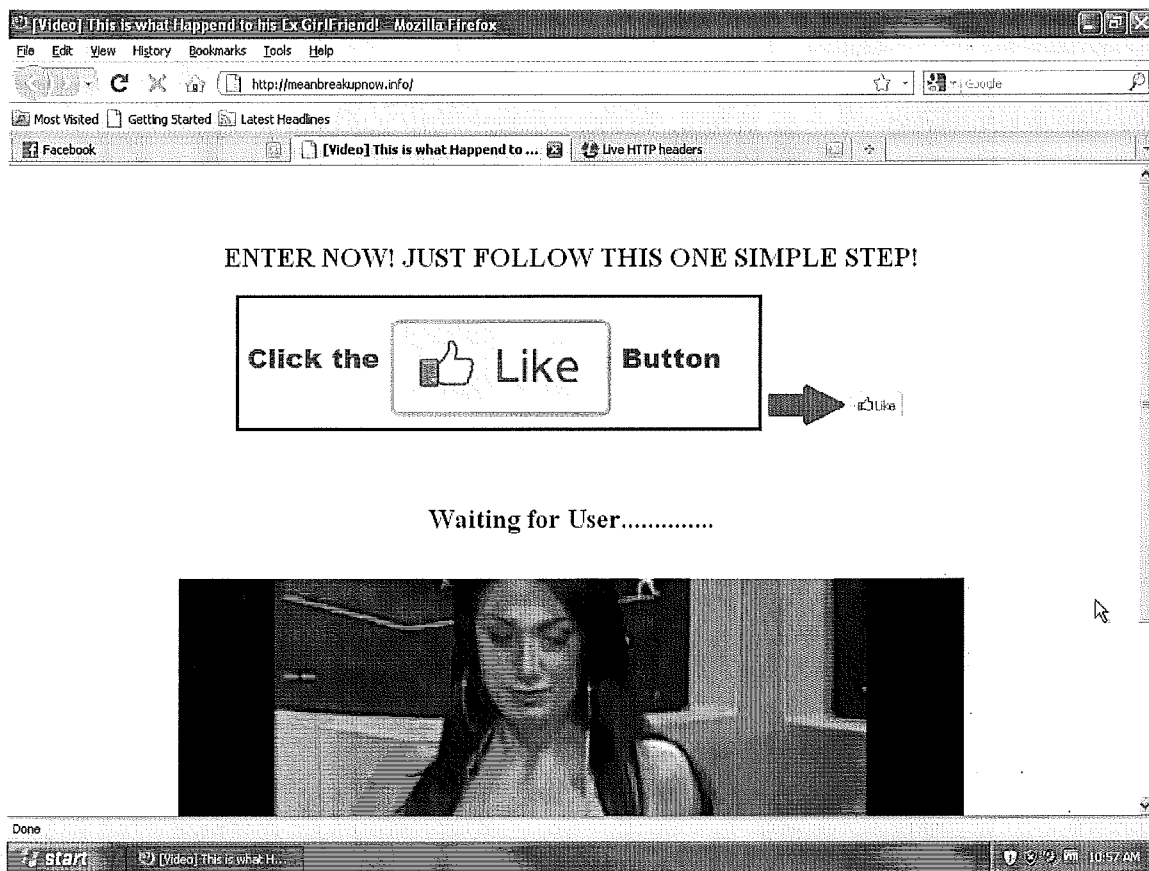 [Video] This is what Happend to his Ex GirlFriend! - Mozilla Firefox
File Edit View History Bookmarks Tools Help
http://meanbreakupnow.info/
Google
Most Visited Getting Started Latest Headlines
Facebook [Video] This is what Happend to ... Live HTTP headers
ENTER NOW! JUST FOLLOW THIS ONE SIMPLE STEP!
Click the Like Button
Like
Waiting for User..............
Done
start [Video] This is what H... 10:57 AM